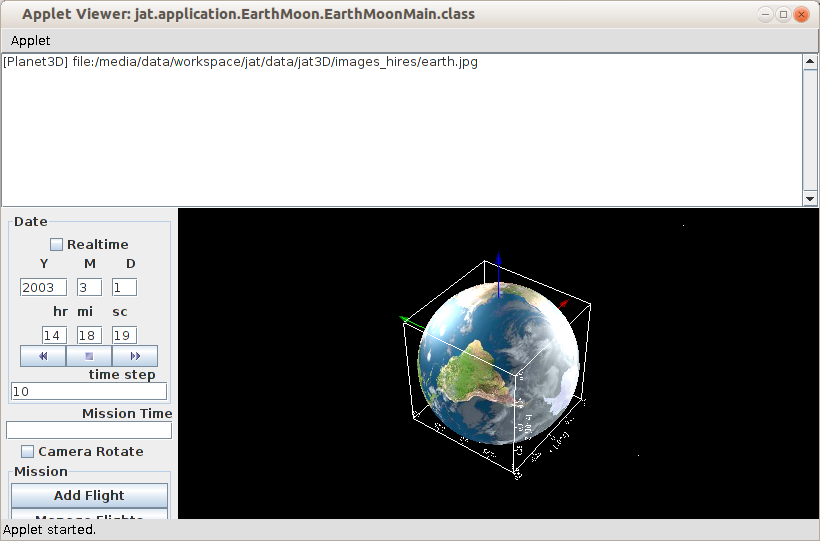 Applet Viewer: jat.application.EarthMoon.EarthMoonMain.class
Applet
[Planet3D] file:/media/data/workspace/jat/data/jat3D/images_hires/earth.jpg
Date
Realtime
Y M D
2003 3 1
hr mi sc
14 18 19
time step
10
Mission Time
Camera Rotate
Mission
Add Flight
Manage Flights
Applet started.